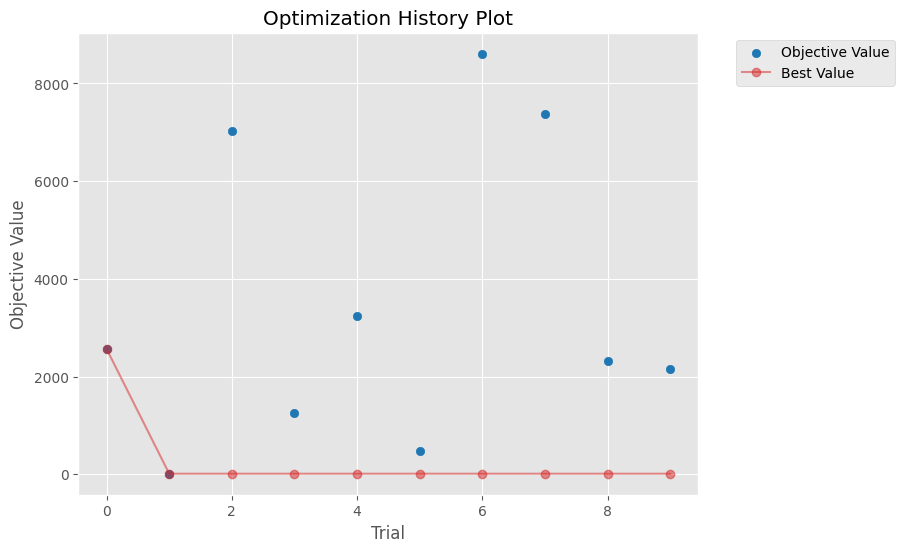 Optimization History Plot
Objective Value
Best Value
8000
6000
4000
2000
0
Objective Value
0 2 4 6 8
Trial